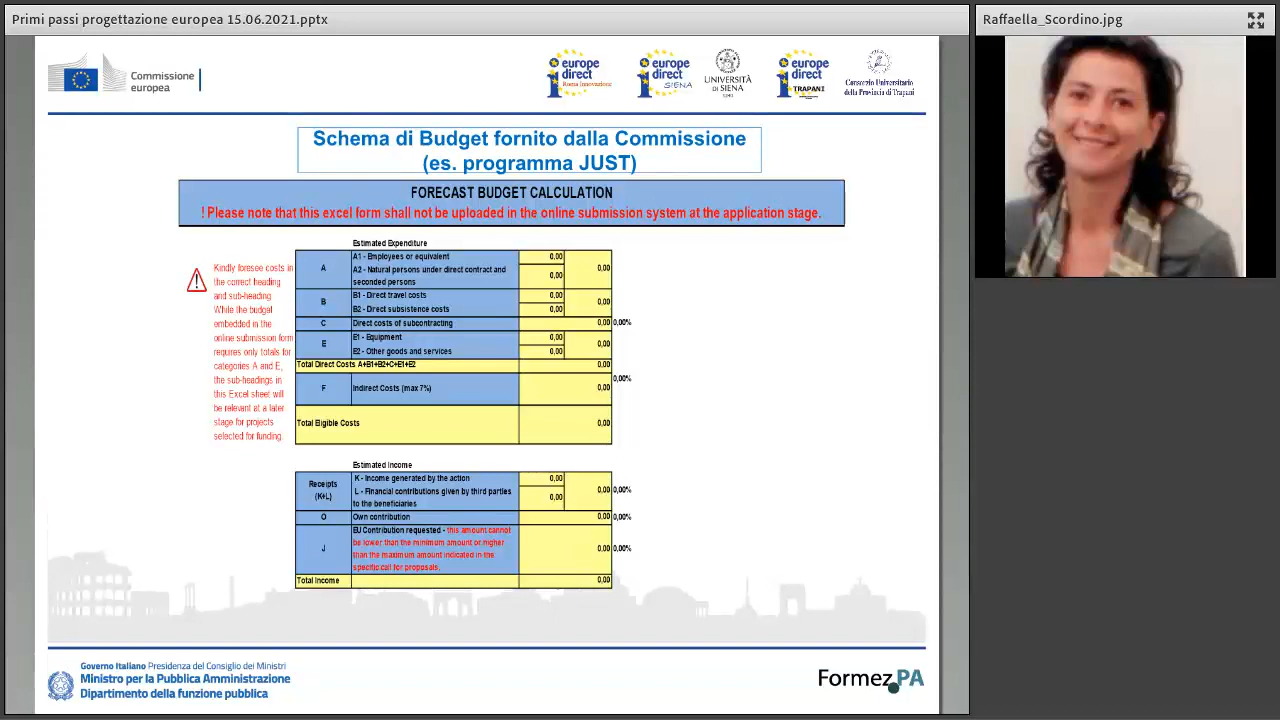 Primi passi progettazione europea 15.06.2021.pptx
Raffaella_Scordino.jpg
Commissione
europea
europe
direct
Roma Innovazione
europe
direct
SIENA
UNIVERSITÀ
DI SIENA
1240
europe
direct
TRAPANI
Consorzio Universitario
della Provincia di Trapani
Schema di Budget fornito dalla Commissione
(es. programma JUST)
FORECAST BUDGET CALCULATION
! Please note that this excel form shall not be uploaded in the online submission system at the application stage.
Kindly foresee costs in
the correct heading
and sub-heading.
While the budget
embedded in the
online submission form
requires only totals for
categories A and E,
the sub-headings in
this Excel sheet will
be relevant at a later
stage for projects
selected for funding.
Estimated Expenditure
A
A1 - Employees or equivalent 0,00
A2 - Natural persons under direct contract and
seconded persons 0,00 0,00
B
B1 - Direct travel costs 0,00
B2 - Direct subsistence costs 0,00 0,00
C Direct costs of subcontracting 0,00 0,00%
E
E1 - Equipment 0,00
E2 - Other goods and services 0,00 0,00
Total Direct Costs A+B1+B2+C+E1+E2 0,00
F Indirect Costs (max 7%) 0,00 0,00%
Total Eligible Costs 0,00
Estimated Income
Receipts
(K+L)
K - Income generated by the action 0,00
L - Financial contributions given by third parties
to the beneficiaries 0,00 0,00 0,00%
O Own contribution 0,00 0,00%
J
EU Contribution requested - this amount cannot
be lower than the minimum amount or higher
than the maximum amount indicated in the
specific call for proposals. 0,00 0,00%
Total Income 0,00
Governo Italiano Presidenza del Consiglio dei Ministri
Ministro per la Pubblica Amministrazione
Dipartimento della funzione pubblica
Formez PA